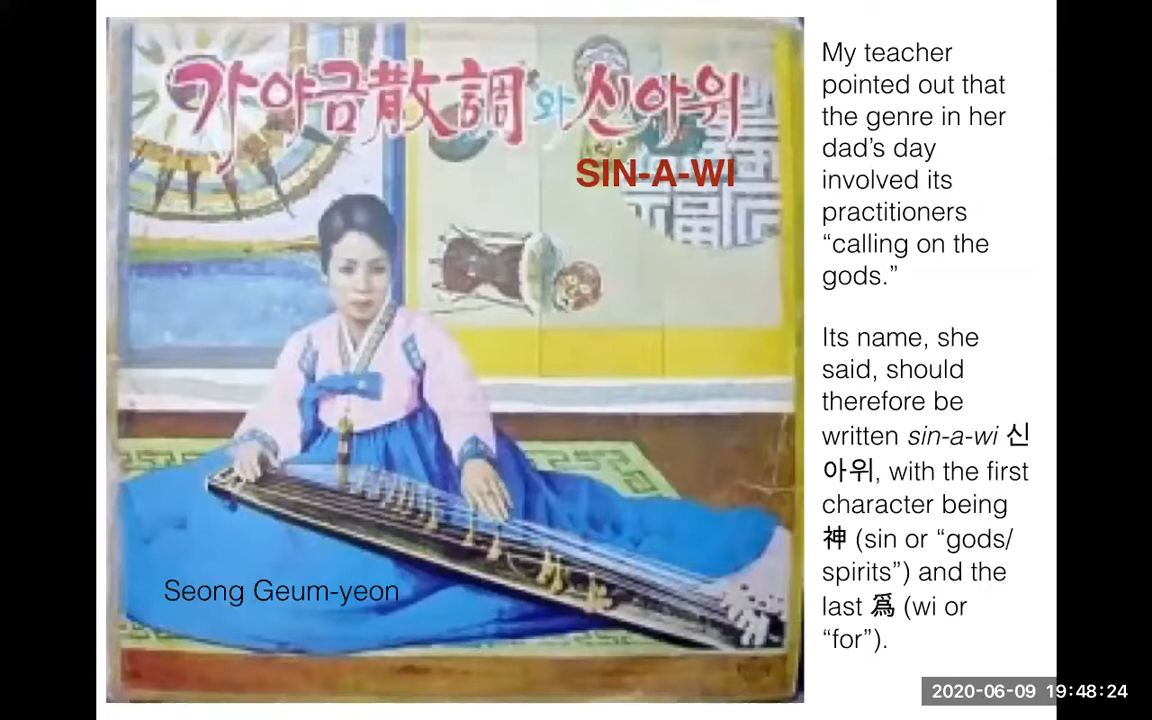 가야금散調와 신아위
SIN-A-WI
Seong Geum-yeon
My teacher
pointed out that
the genre in her
dad’s day
involved its
practitioners
“calling on the
gods.”
Its name, she
said, should
therefore be
written sin-a-wi 신
아위, with the first
character being
神 (sin or “gods/
spirits”) and the
last 爲 (wi or
“for”).
2020-06-09 19:48:24